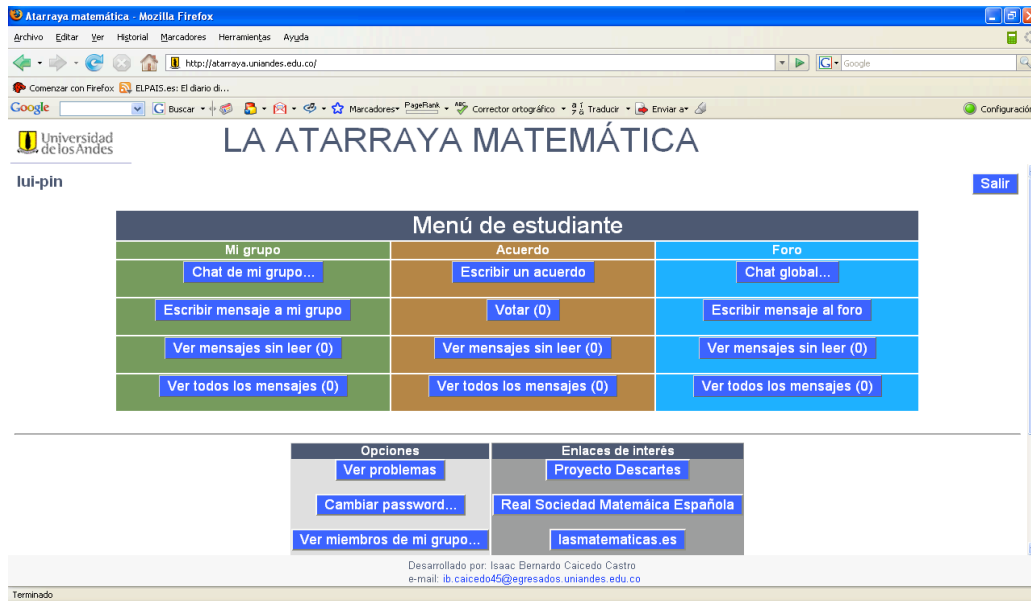 Atarraya matemática - Mozilla Firefox
Archivo Editar Ver Historial Marcadores Herramientas Ayuda
http://atarraya.uniandes.edu.co/ G Google
Comenzar con Firefox ELPAIS.es: El diario di...
Google G Buscar Marcadores PageRank ABC Corrector ortográfico Traducir Enviar a Configuración
Universidad
de los Andes
LA ATARRAYA MATEMÁTICA
lui-pin Salir
Menú de estudiante
Mi grupo Acuerdo Foro
Chat de mi grupo... Escribir un acuerdo Chat global...
Escribir mensaje a mi grupo Votar (0) Escribir mensaje al foro
Ver mensajes sin leer (0) Ver mensajes sin leer (0) Ver mensajes sin leer (0)
Ver todos los mensajes (0) Ver todos los mensajes (0) Ver todos los mensajes (0)
Opciones Enlaces de interés
Ver problemas Proyecto Descartes
Cambiar password... Real Sociedad Matemáica Española
Ver miembros de mi grupo... lasmatematicas.es
Desarrollado por: Isaac Bernardo Caicedo Castro
e-mail: ib.caicedo45@egresados.uniandes.edu.co
Terminado